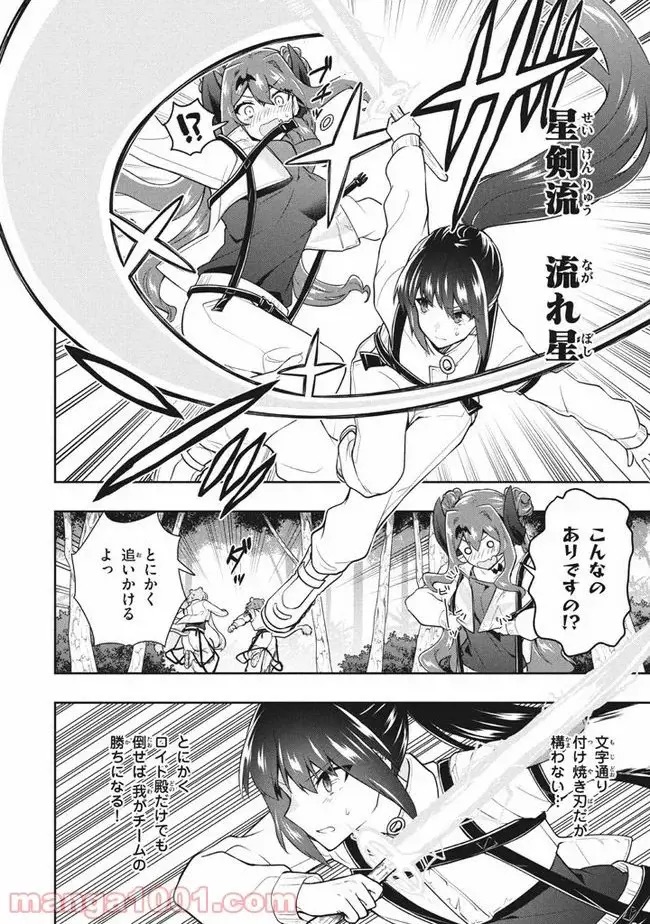 星剣流
流れ星
!?
こんなの
ありですの!?
とにかく
追いかける
よっ
文字通り
付け焼き刃だが
構わない…
とにかく
ロイド殿だけでも
倒せば我がチームの
勝ちになる!
manga1001.com